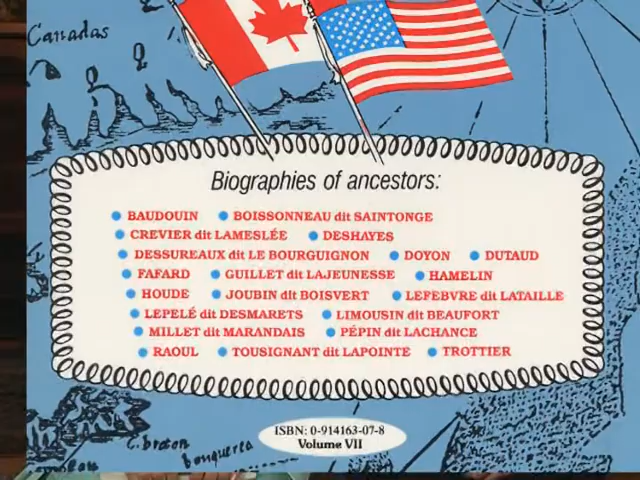 Canadas
Biographies of ancestors:
• BAUDOUIN • BOISSONNEAU dit SAINTONGE
• CREVIER dit LAMESLÉE • DESHAYES
• DESSUREAUX dit LE BOURGUIGNON • DOYON • DUTAUD
• FAFARD • GUILLET dit LAJEUNESSE • HAMELIN
• HOUDE • JOUBIN dit BOISVERT • LEFEBVRE dit LATAILLE
• LEPELÉ dit DESMARETS • LIMOUSIN dit BEAUFORT
• MILLET dit MARANDAIS • PÉPIN dit LACHANCE
• RAOUL • TOUSIGNANT dit LAPOINTE • TROTTIER
ISBN: 0-914163-07-8
Volume VII
C. breton